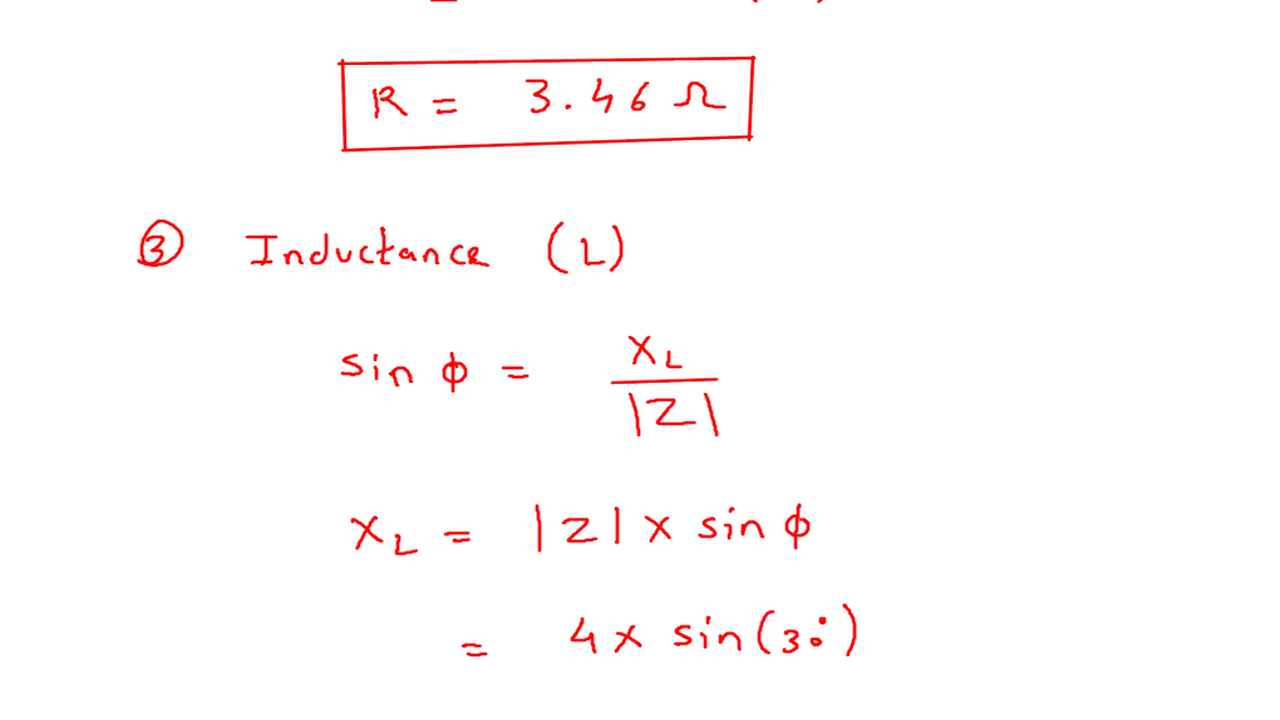 R = 3.46 Ω
③ Inductance (L)
sin φ = X_L / |Z|
X_L = |Z| x sin φ
= 4 x sin(30°)